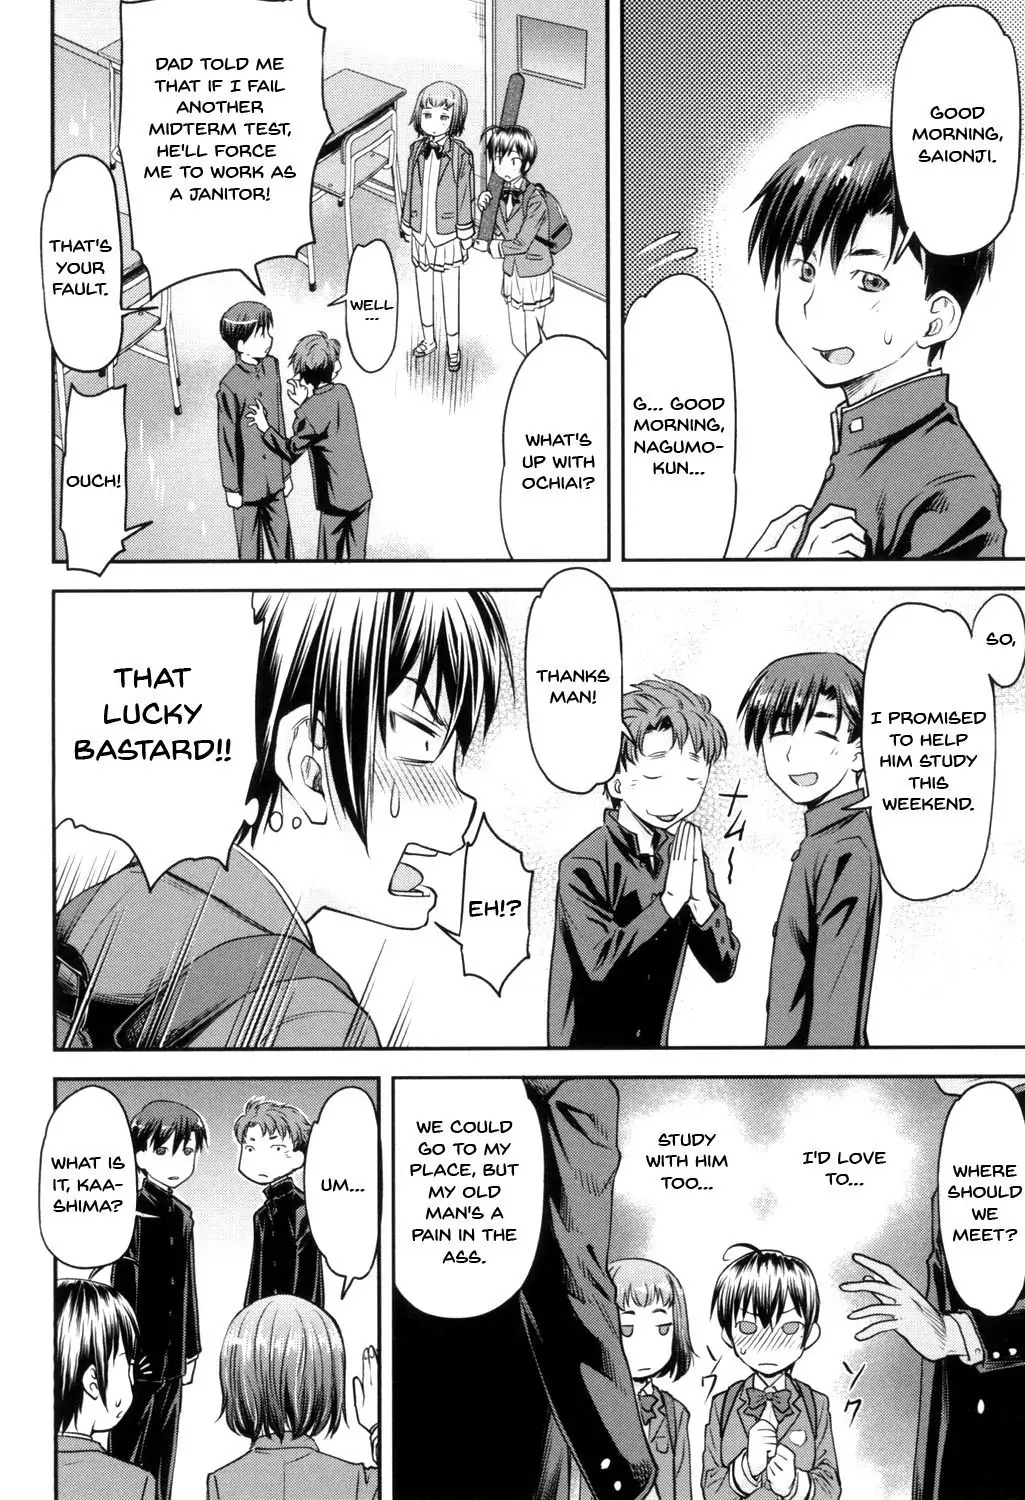 GOOD
MORNING,
SAIONJI.
G... GOOD
MORNING,
NAGUMO-
KUN...
WHAT'S
UP WITH
OCHIAI?
WELL
...
DAD TOLD ME
THAT IF I FAIL
ANOTHER
MIDTERM TEST,
HE'LL FORCE
ME TO WORK AS
A JANITOR!
THAT'S
YOUR
FAULT.
OUCH!
SO,
I PROMISED
TO HELP
HIM STUDY
THIS
WEEKEND.
THANKS
MAN!
EH!?
THAT
LUCKY
BASTARD!!
WHERE
SHOULD
WE
MEET?
I'D LOVE
TO...
STUDY
WITH HIM
TOO...
WE COULD
GO TO MY
PLACE, BUT
MY OLD
MAN'S A
PAIN IN THE
ASS.
ソワ
ソワ
UM...
WHAT IS
IT, KAA-
SHIMA?